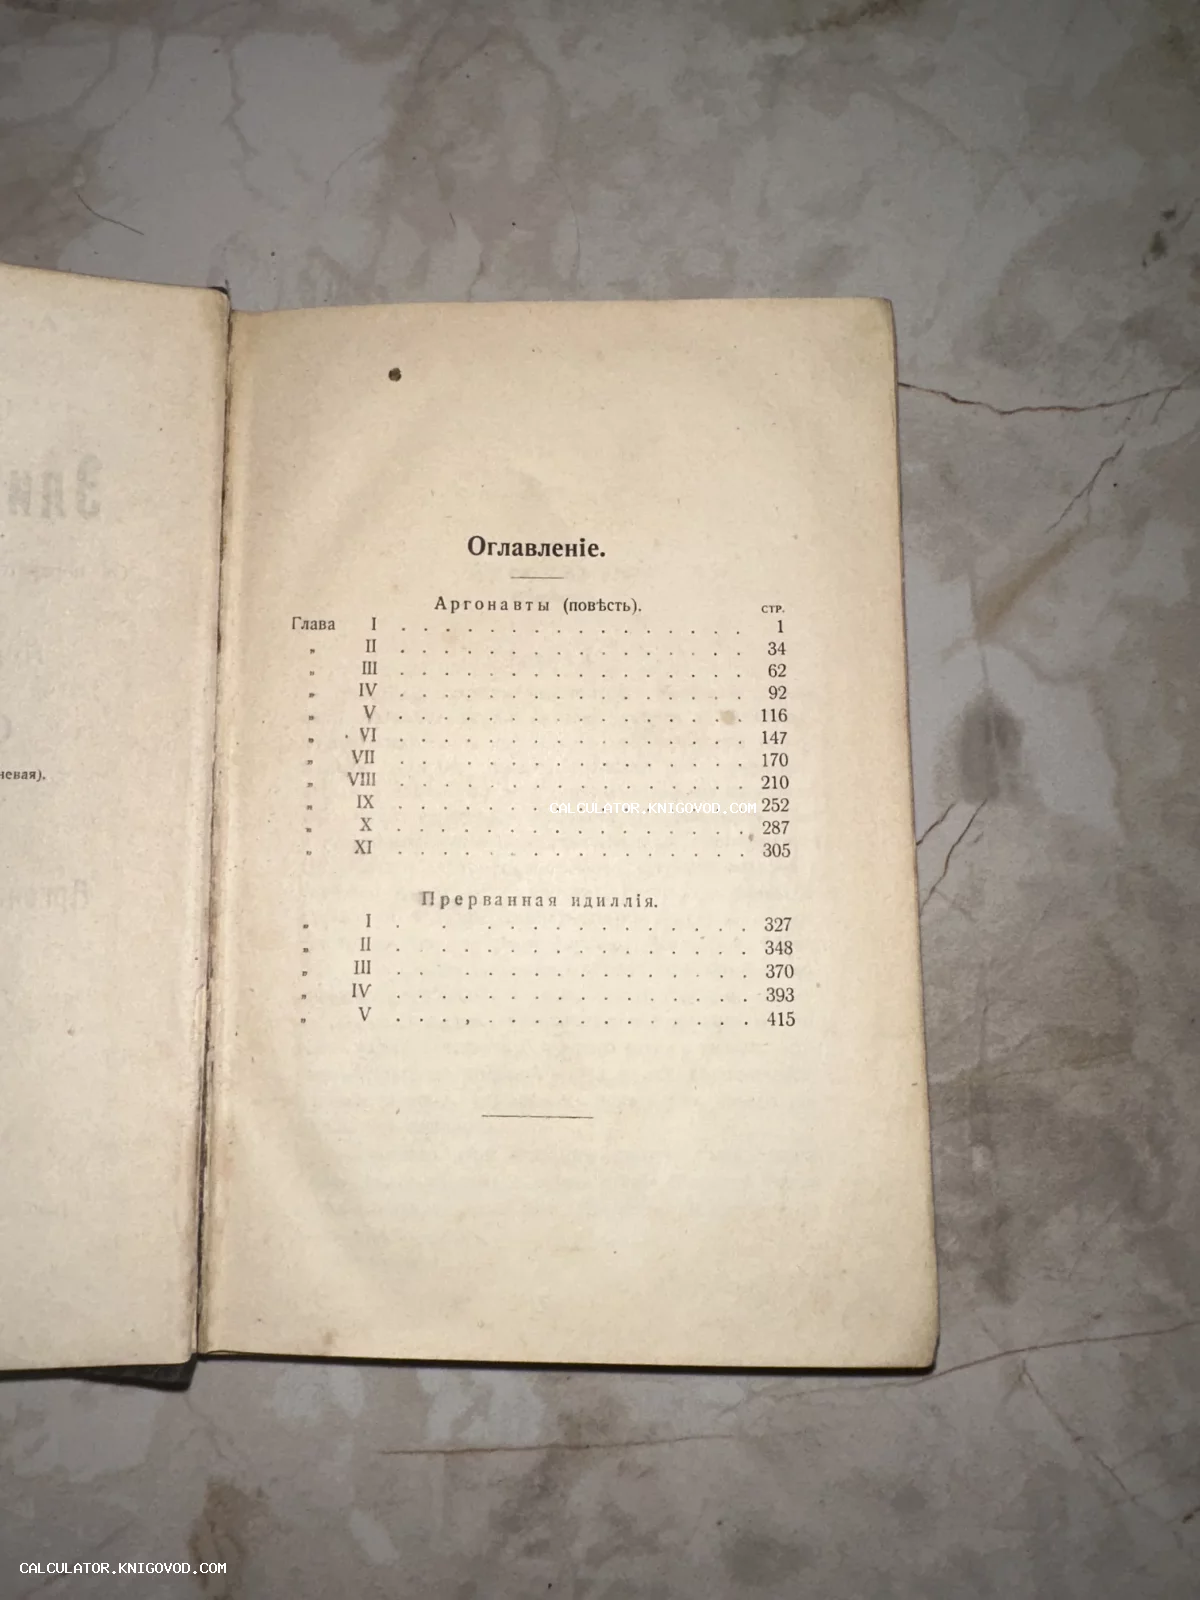 Оглавленіе.
Аргонавты (повѣсть).
СТР.
Глава I . . . . . . . . . . . . . . . . 1
„ II . . . . . . . . . . . . . . . . 34
„ III . . . . . . . . . . . . . . . . 62
„ IV . . . . . . . . . . . . . . . . 92
„ V . . . . . . . . . . . . . . . . 116
„ VI . . . . . . . . . . . . . . . . 147
„ VII . . . . . . . . . . . . . . . . 170
„ VIII . . . . . . . . . . . . . . . . 210
„ IX . . . . . . . . . . . . . . . . 252
CALCULATOR.KNIGOVOD.COM
„ X . . . . . . . . . . . . . . . . 287
„ XI . . . . . . . . . . . . . . . . 305
Прерванная идиллія.
„ I . . . . . . . . . . . . . . . 327
„ II . . . . . . . . . . . . . . . . 348
„ III . . . . . . . . . . . . . . . 370
„ IV . . . . . . . . . . . . . . . . 393
„ V . . . , . . . . . . . . . . . . 415
CALCULATOR.KNIGOVOD.COM